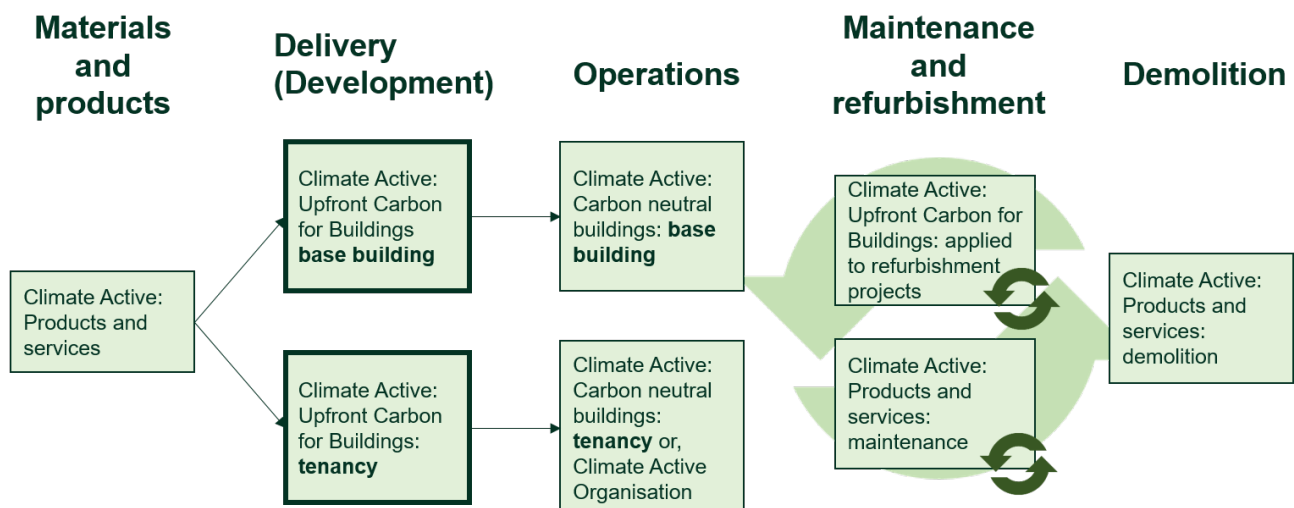 Materials
and
products
Delivery
(Development)
Operations
Maintenance
and
refurbishment
Demolition
Climate Active:
Products and
services
Climate Active:
Upfront Carbon
for Buildings
base building
Climate Active:
Upfront Carbon
for Buildings:
tenancy
Climate Active:
Carbon neutral
buildings: base
building
Climate Active:
Carbon neutral
buildings:
tenancy or,
Climate Active
Organisation
Climate Active:
Upfront Carbon for
Buildings: applied
to refurbishment
projects
Climate Active:
Products and
services:
maintenance
Climate Active:
Products and
services:
demolition